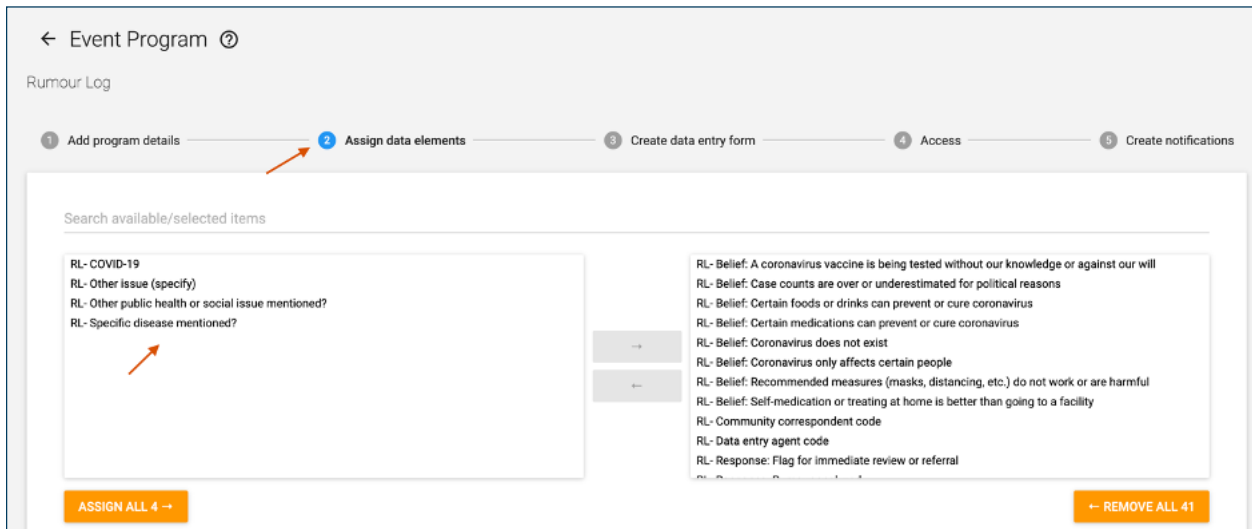 ← Event Program ?
Rumour Log
1 Add program details 2 Assign data elements 3 Create data entry form 4 Access 5 Create notifications
Search available/selected items
RL- COVID-19
RL- Other issue (specify)
RL- Other public health or social issue mentioned?
RL- Specific disease mentioned?
→
←
RL- Belief: A coronavirus vaccine is being tested without our knowledge or against our will
RL- Belief: Case counts are over or underestimated for political reasons
RL- Belief: Certain foods or drinks can prevent or cure coronavirus
RL- Belief: Certain medications can prevent or cure coronavirus
RL- Belief: Coronavirus does not exist
RL- Belief: Coronavirus only affects certain people
RL- Belief: Recommended measures (masks, distancing, etc.) do not work or are harmful
RL- Belief: Self-medication or treating at home is better than going to a facility
RL- Community correspondent code
RL- Data entry agent code
RL- Response: Flag for immediate review or referral
ASSIGN ALL 4 →
← REMOVE ALL 41